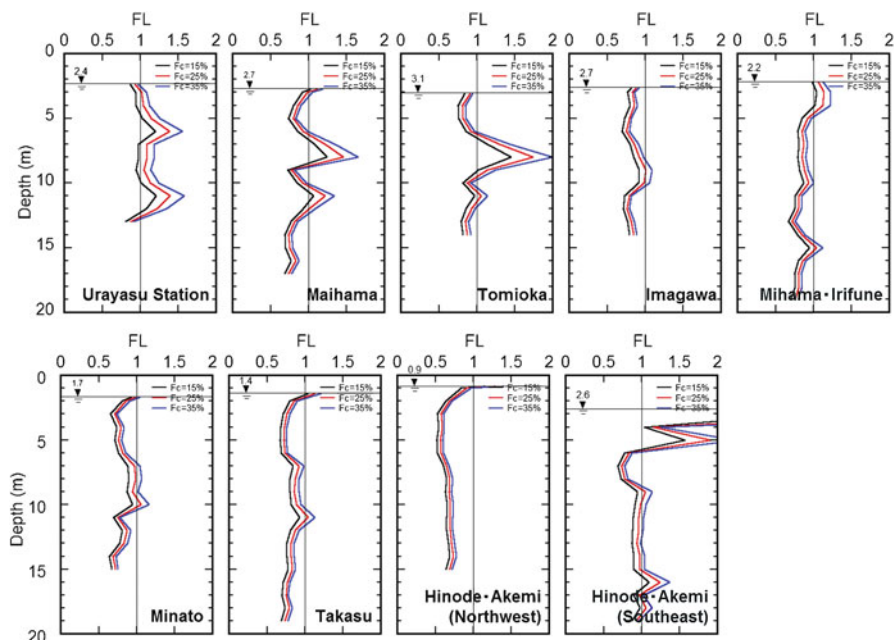 FL FL FL FL FL
0 0.5 1 1.5 2 0 0.5 1 1.5 2 0 0.5 1 1.5 2 0 0.5 1 1.5 2 0 0.5 1 1.5 2
0
5
10
15
20
Depth (m)
2.4
Fc=15%
Fc=25%
Fc=35%
Urayasu Station
2.7
Fc=15%
Fc=25%
Fc=35%
Maihama
3.1
Fc=15%
Fc=25%
Fc=35%
Tomioka
2.7
Fc=15%
Fc=25%
Fc=35%
Imagawa
2.2
Fc=15%
Fc=25%
Fc=35%
Mihama・Irifune
FL FL FL FL
0 0.5 1 1.5 2 0 0.5 1 1.5 2 0 0.5 1 1.5 2 0 0.5 1 1.5 2
0
5
10
15
20
Depth (m)
1.7
Fc=15%
Fc=25%
Fc=35%
Minato
1.4
Fc=15%
Fc=25%
Fc=35%
Takasu
0.9
Fc=15%
Fc=25%
Fc=35%
Hinode・Akemi
(Northwest)
2.6
Fc=15%
Fc=25%
Fc=35%
Hinode・Akemi
(Southeast)